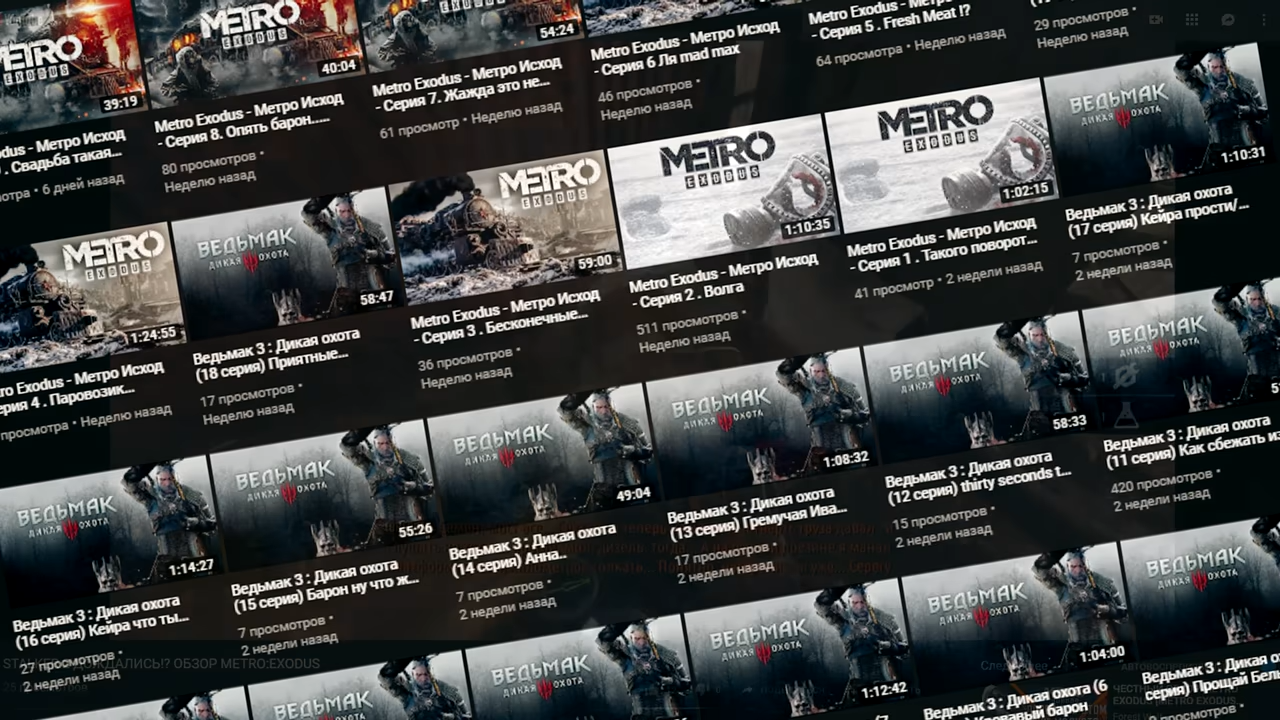 METRO
EXODUS
39:19
METRO
EXODUS
40:04
54:24
Исход
Свадьба такая...
6 дней назад
Metro Exodus - Метро Исход
- Серия 8. Опять барон.....
80 просмотров •
Неделю назад
Metro Exodus - Метро Исход
- Серия 7. Жажда это не...
61 просмотр • Неделю назад
Metro Exodus - Метро Исход
- Серия 6 Ля mad max
46 просмотров •
Неделю назад
- Серия 5 . Fresh Meat !?
64 просмотра • Неделю назад
29 просмотров •
Неделю назад
METRO
EXODUS
1:24:55
ВЕДЬМАК
ДИКАЯ ОХОТА
58:47
METRO
EXODUS
59:00
METRO
EXODUS
1:10:35
METRO
EXODUS
1:02:15
ВЕДЬМАК
ДИКАЯ ОХОТА
1:10:31
Exodus - Метро Исход
4 . Паровозик...
• Неделю назад
Ведьмак 3 : Дикая охота
(18 серия) Приятные...
17 просмотров •
Неделю назад
Metro Exodus - Метро Исход
- Серия 3 . Бесконечные...
36 просмотров •
Неделю назад
Metro Exodus - Метро Исход
- Серия 2 . Волга
511 просмотров •
Неделю назад
Metro Exodus - Метро Исход
- Серия 1 . Такого поворот...
41 просмотр • 2 недели назад
Ведьмак 3 : Дикая охота
(17 серия) Кейра прости/...
7 просмотров •
2 недели назад
ВЕДЬМАК
ДИКАЯ ОХОТА
1:14:27
ВЕДЬМАК
ДИКАЯ ОХОТА
55:26
ВЕДЬМАК
ДИКАЯ ОХОТА
49:04
ВЕДЬМАК
ДИКАЯ ОХОТА
1:08:32
ВЕДЬМАК
ДИКАЯ ОХОТА
58:33
ВЕДЬМАК
ДИКАЯ ОХОТА
Ведьмак 3 : Дикая охота
(16 серия) Кейра что ты...
27 просмотров •
2 недели назад
Ведьмак 3 : Дикая охота
(15 серия) Барон ну что ж...
7 просмотров •
2 недели назад
Ведьмак 3 : Дикая охота
(14 серия) Анна..
7 просмотров •
2 недели назад
Ведьмак 3 : Дикая охота
(13 серия) Гремучая Ива...
17 просмотров •
2 недели назад
Ведьмак 3 : Дикая охота
(12 серия) thirty seconds t...
15 просмотров •
2 недели назад
Ведьмак 3 : Дикая охота
(11 серия) Как сбежать из
420 просмотров •
2 недели назад
ВЕДЬМАК
ВЕДЬМАК
ВЕДЬМАК
ДИКАЯ ОХОТА
ВЕДЬМАК
ДИКАЯ ОХОТА
1:12:42
ВЕДЬМАК
ДИКАЯ ОХОТА
1:04:00
ВЕДЬМАК
ДИКАЯ ОХОТА
Ведьмак 3 : Дикая охота (6
Кровавый барон
Ведьмак 3 : Дикая
серия) Прощай Бель
ДОЖДАЛИСЬ!? ОБЗОР METRO:EXODUS